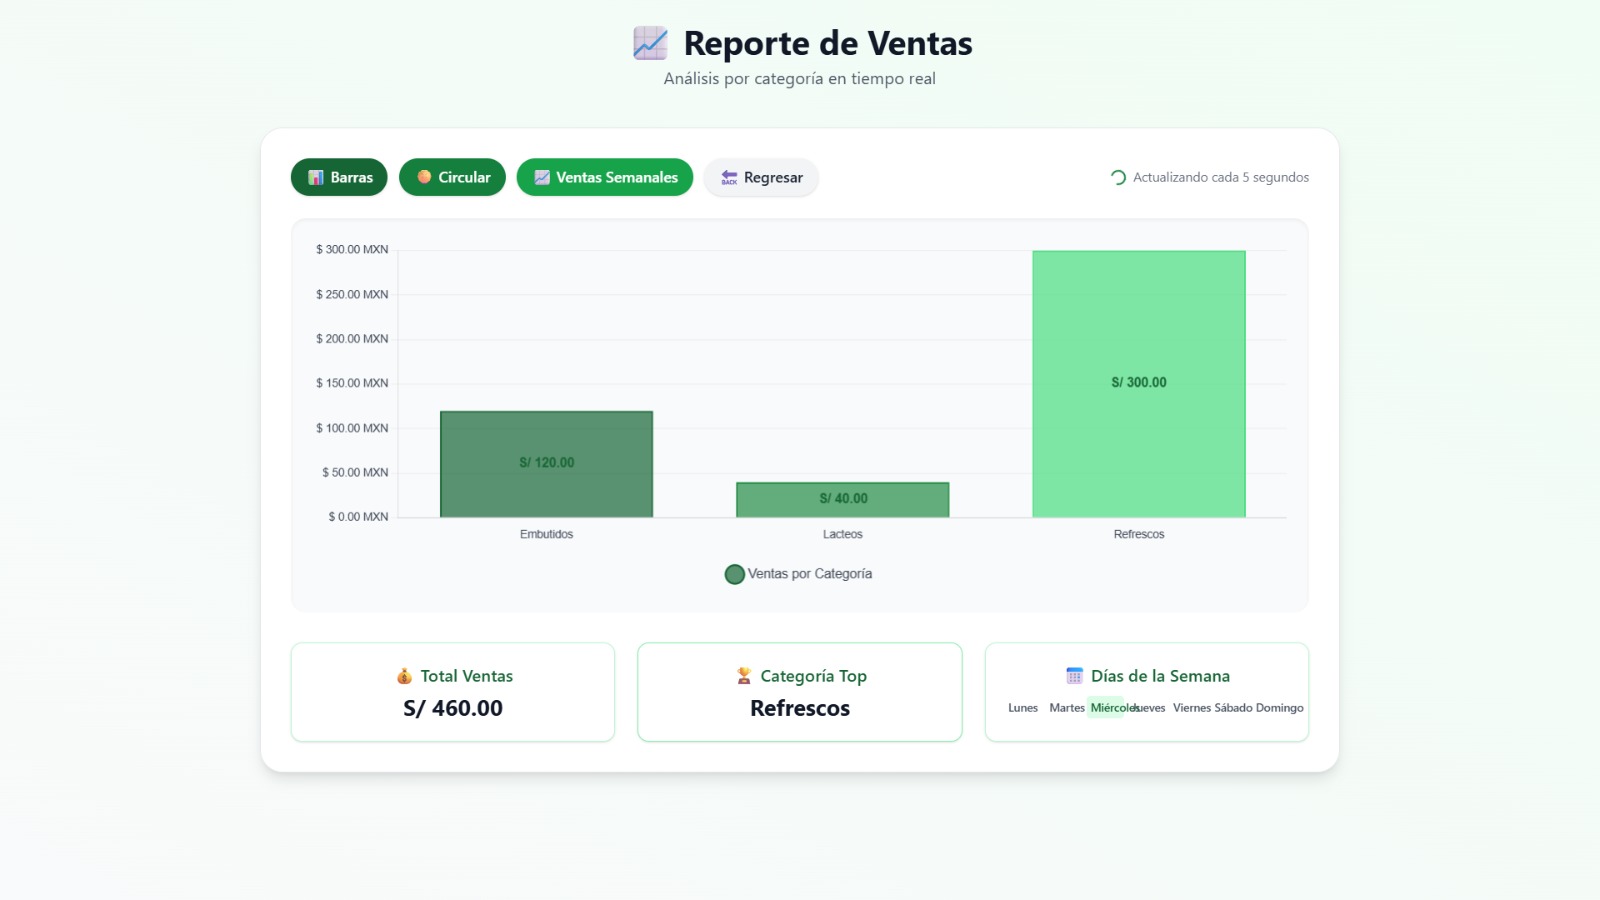 Reporte de Ventas
Análisis por categoría en tiempo real
Barras
Circular
Ventas Semanales
BACK
Regresar
Actualizando cada 5 segundos
$ 300.00 MXN
$ 250.00 MXN
$ 200.00 MXN
$ 150.00 MXN
$ 100.00 MXN
$ 50.00 MXN
$ 0.00 MXN
S/ 120.00
S/ 40.00
S/ 300.00
Embutidos
Lacteos
Refrescos
Ventas por Categoría
Total Ventas
S/ 460.00
Categoría Top
Refrescos
Días de la Semana
Lunes Martes Miércoles Jueves Viernes Sábado Domingo